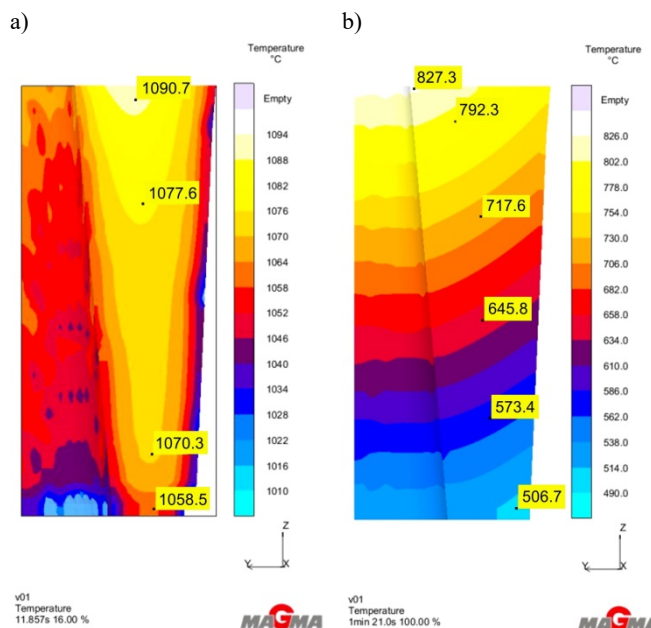 a)
b)
Temperature
°C
Empty
1094
1088
1082
1076
1070
1064
1058
1052
1046
1040
1034
1028
1022
1016
1010
1090.7
1077.6
1070.3
1058.5
Z
Y
X
v01
Temperature
11.857s 16.00 %
MAGMA
Temperature
°C
Empty
826.0
802.0
778.0
754.0
730.0
706.0
682.0
658.0
634.0
610.0
586.0
562.0
538.0
514.0
490.0
827.3
792.3
717.6
645.8
573.4
506.7
Z
Y
X
v01
Temperature
1min 21.0s 100.00 %
MAGMA